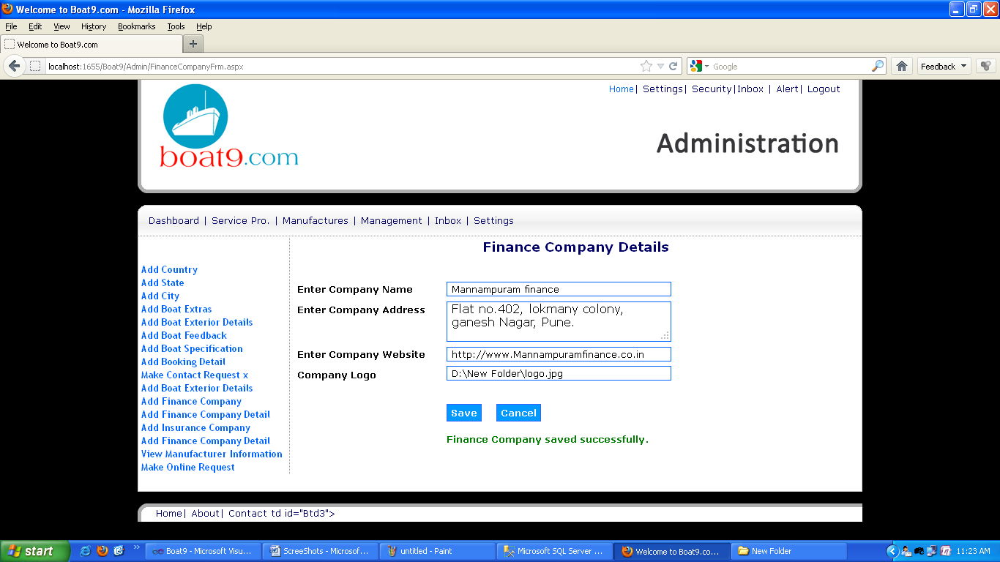 Welcome to Boat9.com - Mozilla Firefox
File Edit View History Bookmarks Tools Help
Welcome to Boat9.com
localhost:1655/Boat9/Admin/FinanceCompanyFrm.aspx
Google
Feedback
Home| Settings| Security|Inbox | Alert| Logout
boat9.com
Administration
Dashboard | Service Pro. | Manufactures | Management | Inbox | Settings
Finance Company Details
Add Country
Add State
Add City
Add Boat Extras
Add Boat Exterior Details
Add Boat Feedback
Add Boat Specification
Add Booking Detail
Make Contact Request x
Add Boat Exterior Details
Add Finance Company
Add Finance Company Detail
Add Insurance Company
Add Finance Company Detail
View Manufacturer Information
Make Online Request
Enter Company Name Mannampuram finance
Enter Company Address Flat no.402, lokmany colony,
ganesh Nagar, Pune.
Enter Company Website http://www.Mannampuramfinance.co.in
Company Logo D:\New Folder\logo.jpg
Save Cancel
Finance Company saved successfully.
Home| About| Contact td id="Btd3">
start Boat9 - Microsoft Visu... ScreeShots - Microsof... untitled - Paint Microsoft SQL Server ... Welcome to Boat9.co... New Folder 11:23 AM